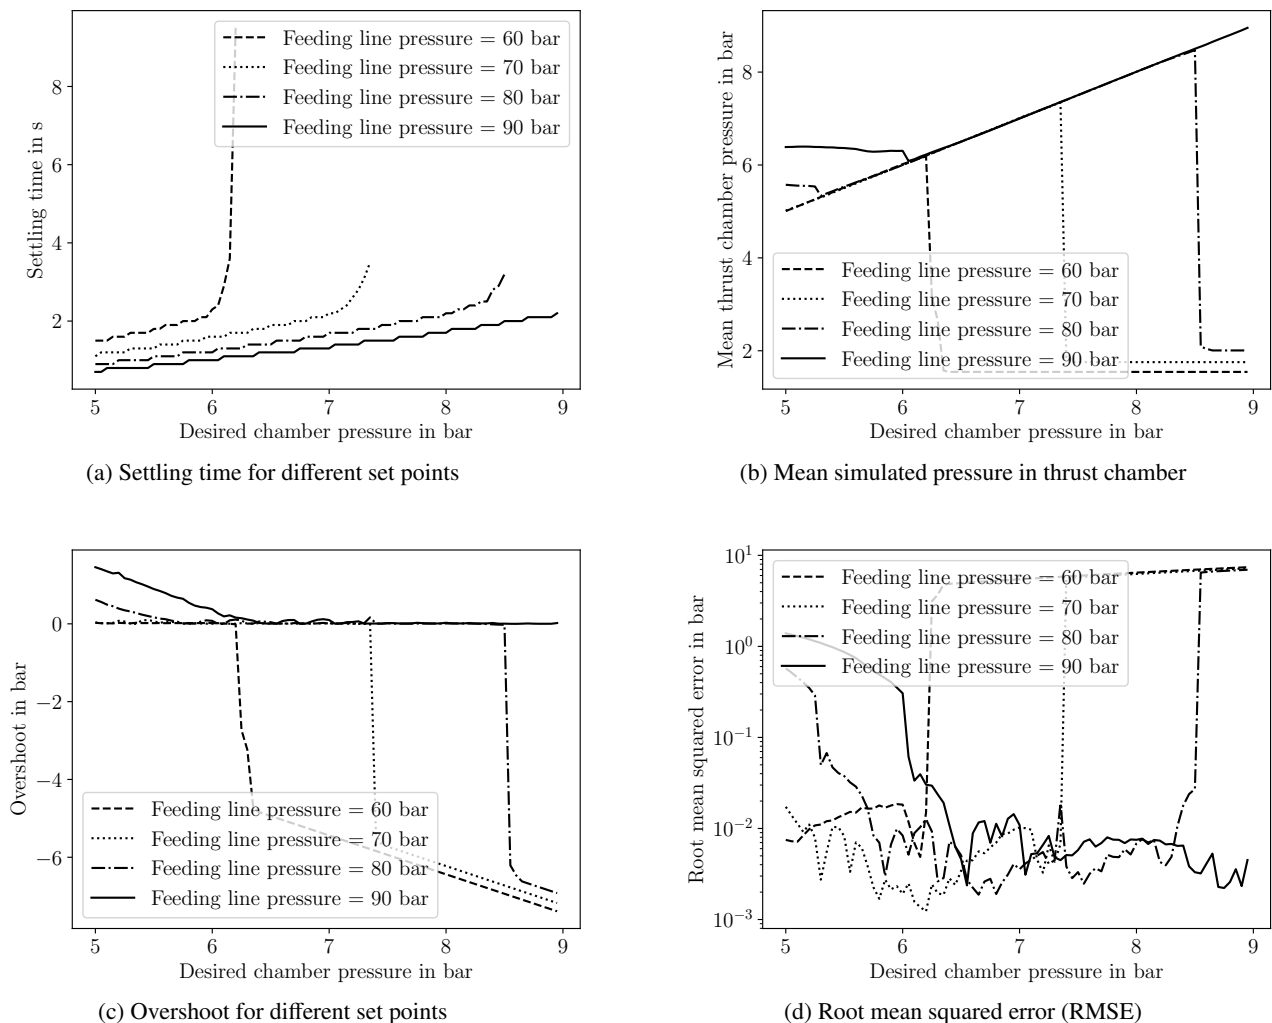 Settling time in s
8
6
4
2
Feeding line pressure = 60 bar
Feeding line pressure = 70 bar
Feeding line pressure = 80 bar
Feeding line pressure = 90 bar
5 6 7 8 9
Desired chamber pressure in bar
(a) Settling time for different set points
Mean thrust chamber pressure in bar
8
6
4
2
Feeding line pressure = 60 bar
Feeding line pressure = 70 bar
Feeding line pressure = 80 bar
Feeding line pressure = 90 bar
5 6 7 8 9
Desired chamber pressure in bar
(b) Mean simulated pressure in thrust chamber
Overshoot in bar
0
−2
−4
−6
Feeding line pressure = 60 bar
Feeding line pressure = 70 bar
Feeding line pressure = 80 bar
Feeding line pressure = 90 bar
5 6 7 8 9
Desired chamber pressure in bar
(c) Overshoot for different set points
Root mean squared error in bar
10¹
10⁰
10⁻¹
10⁻²
10⁻³
Feeding line pressure = 60 bar
Feeding line pressure = 70 bar
Feeding line pressure = 80 bar
Feeding line pressure = 90 bar
5 6 7 8 9
Desired chamber pressure in bar
(d) Root mean squared error (RMSE)